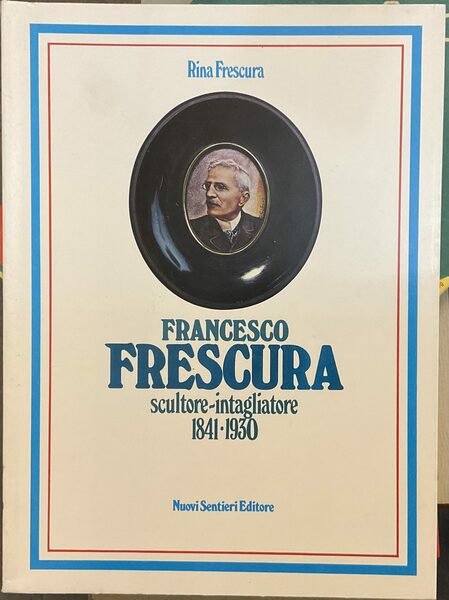 Rina Frescura
FRANCESCO
FRESCURA
scultore-intagliatore
1841·1930
Nuovi Sentieri Editore